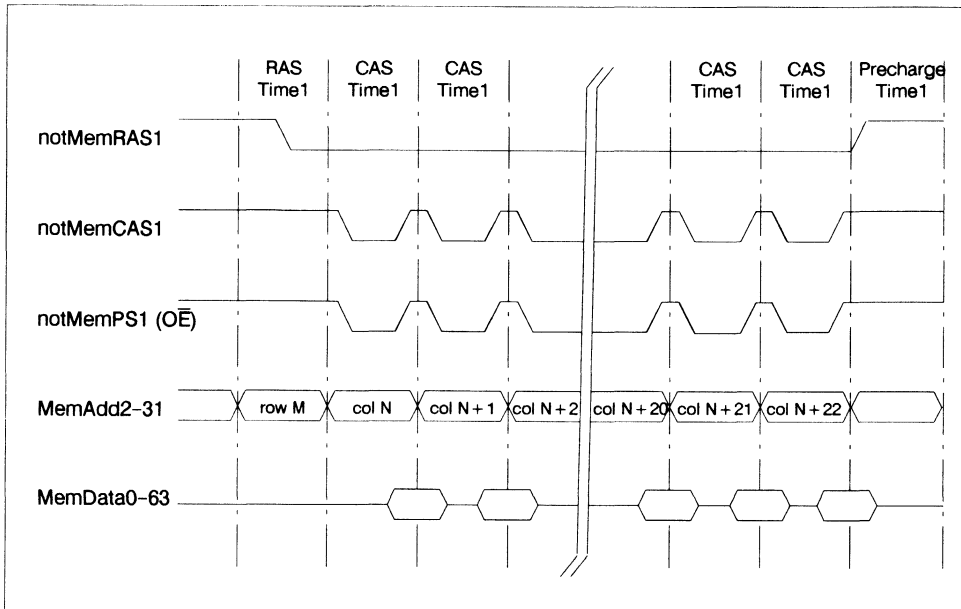 RAS CAS CAS CAS CAS Precharge
Time1 Time1 Time1 Time1 Time1 Time1
notMemRAS1
notMemCAS1
notMemPS1 (OE̅)
MemAdd2-31 row M col N col N + 1 col N + 2 col N + 20 col N + 21 col N + 22
MemData0-63